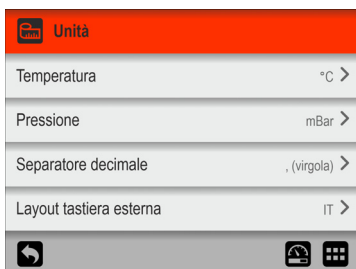 Unità
Temperatura °C
Pressione mBar
Separatore decimale , (virgola)
Layout tastiera esterna IT